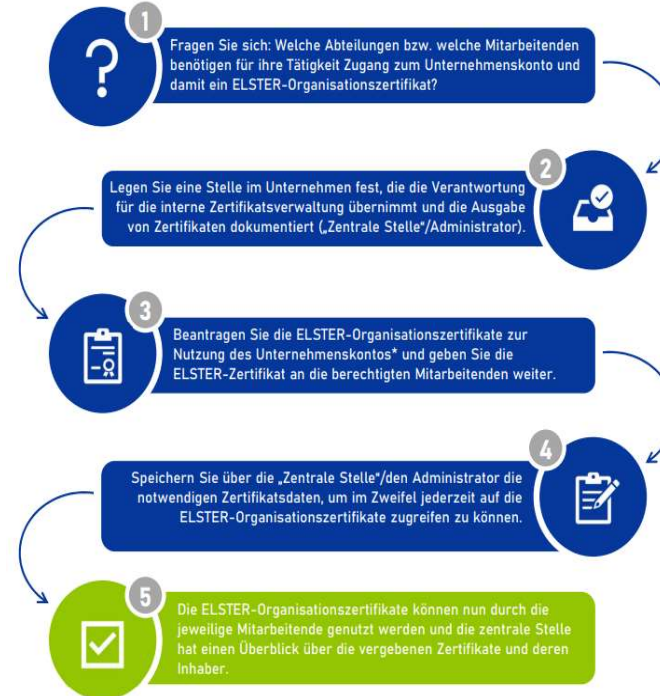 1
Fragen Sie sich: Welche Abteilungen bzw. welche Mitarbeitenden
benötigen für ihre Tätigkeit Zugang zum Unternehmenskonto und
damit ein ELSTER-Organisationszertifikat?
2
Legen Sie eine Stelle im Unternehmen fest, die die Verantwortung
für die interne Zertifikatsverwaltung übernimmt und die Ausgabe
von Zertifikaten dokumentiert („Zentrale Stelle“/Administrator).
3
Beantragen Sie die ELSTER-Organisationszertifikate zur
Nutzung des Unternehmenskontos* und geben Sie die
ELSTER-Zertifikat an die berechtigten Mitarbeitenden weiter.
4
Speichern Sie über die „Zentrale Stelle“/den Administrator die
notwendigen Zertifikatsdaten, um im Zweifel jederzeit auf die
ELSTER-Organisationszertifikate zugreifen zu können.
5
Die ELSTER-Organisationszertifikate können nun durch die
jeweilige Mitarbeitende genutzt werden und die zentrale Stelle
hat einen Überblick über die vergebenen Zertifikate und deren
Inhaber.